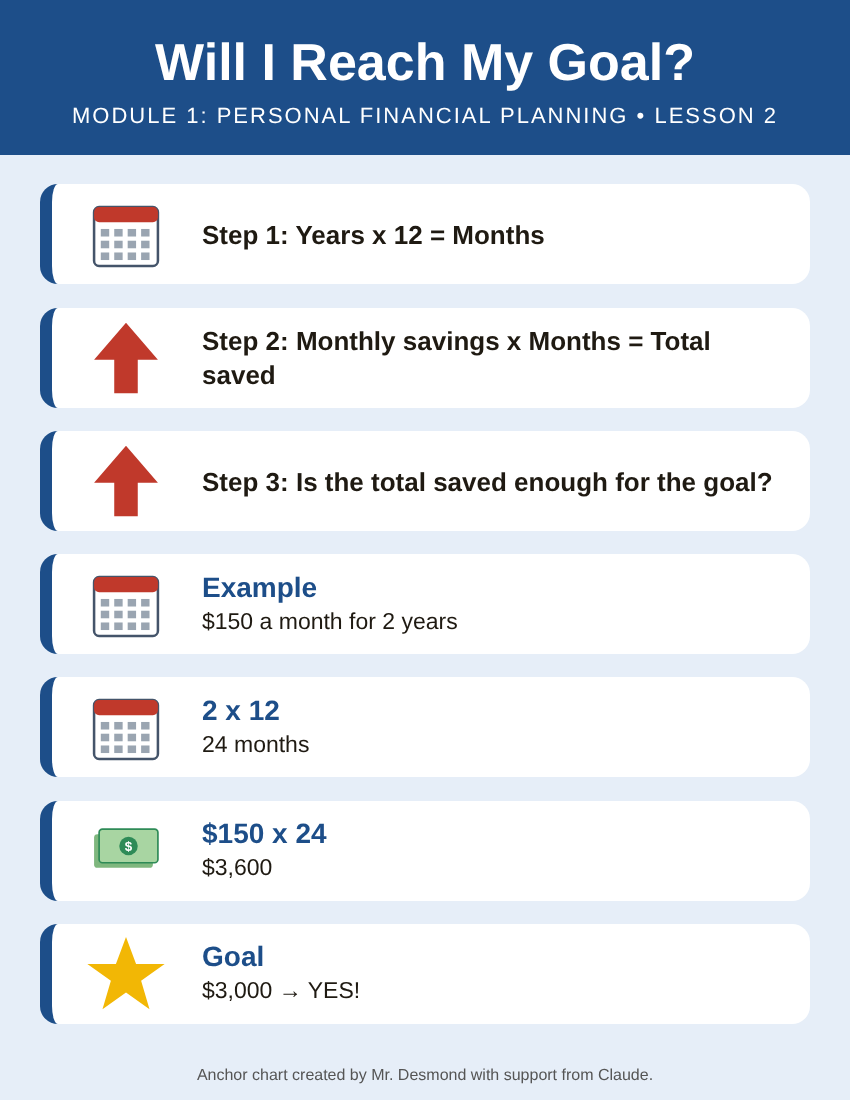 Will I Reach My Goal?
MODULE 1: PERSONAL FINANCIAL PLANNING • LESSON 2
Step 1: Years x 12 = Months
Step 2: Monthly savings x Months = Total
saved
Step 3: Is the total saved enough for the goal?
Example
$150 a month for 2 years
2 x 12
24 months
$
$150 x 24
$3,600
Goal
$3,000 → YES!
Anchor chart created by Mr. Desmond with support from Claude.